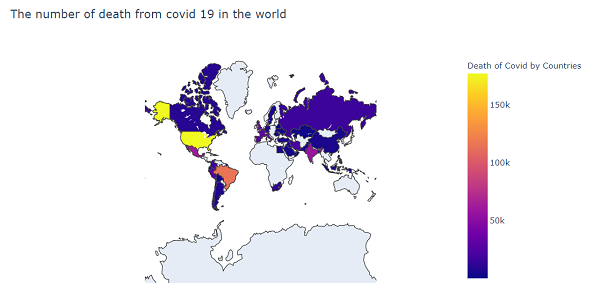 The number of death from covid 19 in the world
Death of Covid by Countries
150k
100k
50k